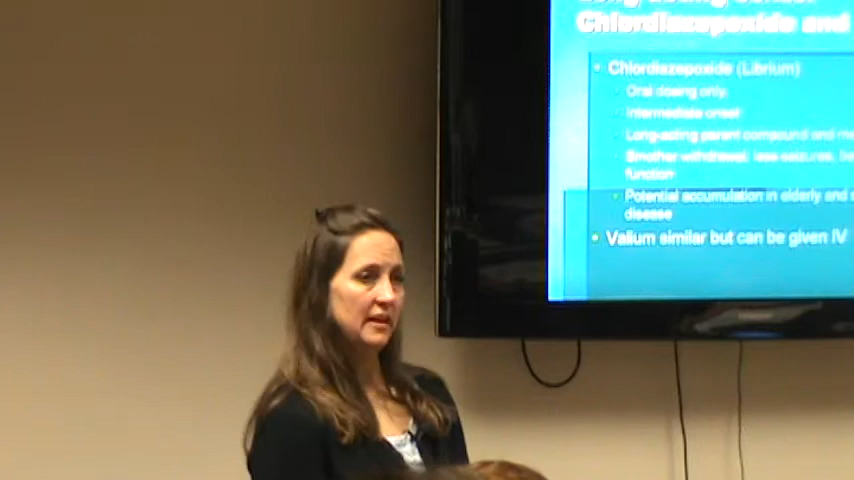 Chlordiazepoxide and
Chlordiazepoxide (Librium)
Oral dosing only
Intermediate onset
Long-acting parent compound and
Smoother withdrawal, less seizures,
function
Potential accumulation in elderly and
disease
Valium similar but can be given IV